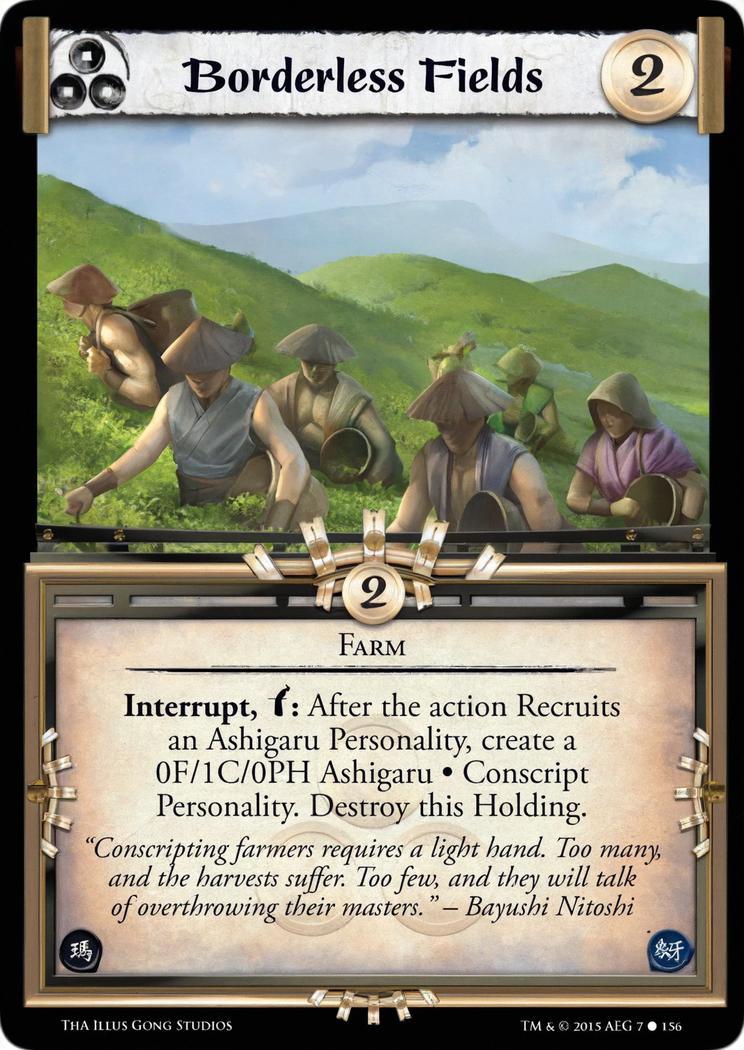 Borderless Fields
2
2
Farm
Interrupt, : After the action Recruits
an Ashigaru Personality, create a
0F/1C/0PH Ashigaru • Conscript
Personality. Destroy this Holding.
“Conscripting farmers requires a light hand. Too many,
and the harvests suffer. Too few, and they will talk
of overthrowing their masters.” – Bayushi Nitoshi
瑪
Tha Illus Gong Studios
TM & © 2015 AEG 7 ● 156